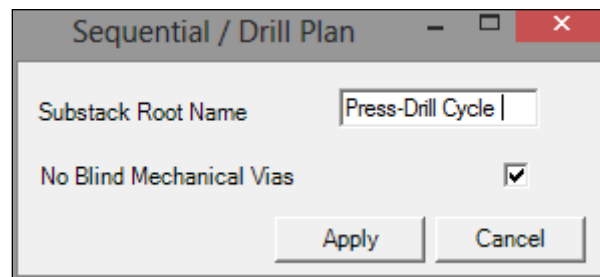 Sequential / Drill Plan
Substack Root Name Press-Drill Cycle
No Blind Mechanical Vias
Apply Cancel